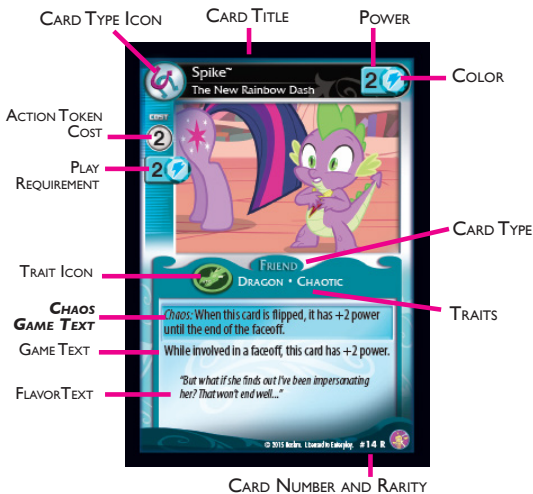 CARD TYPE ICON
CARD TITLE
POWER
Spike~
The New Rainbow Dash
2
COLOR
COST
ACTION TOKEN
COST
2
PLAY
REQUIREMENT
2
CARD TYPE
FRIEND
TRAIT ICON
DRAGON • CHAOTIC
TRAITS
CHAOS
GAME TEXT
Chaos: When this card is flipped, it has +2 power
until the end of the faceoff.
GAME TEXT
While involved in a faceoff, this card has +2 power.
FLAVOR TEXT
"But what if she finds out I've been impersonating
her? That won't end well..."
© 2015 Hasbro. Licensed to Enterplay.
#14 R
CARD NUMBER AND RARITY